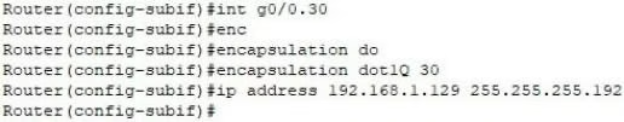 Router(config-subif)#int g0/0.30
Router(config-subif)#enc
Router(config-subif)#encapsulation do
Router(config-subif)#encapsulation dot1Q 30
Router(config-subif)#ip address 192.168.1.129 255.255.255.192
Router(config-subif)#